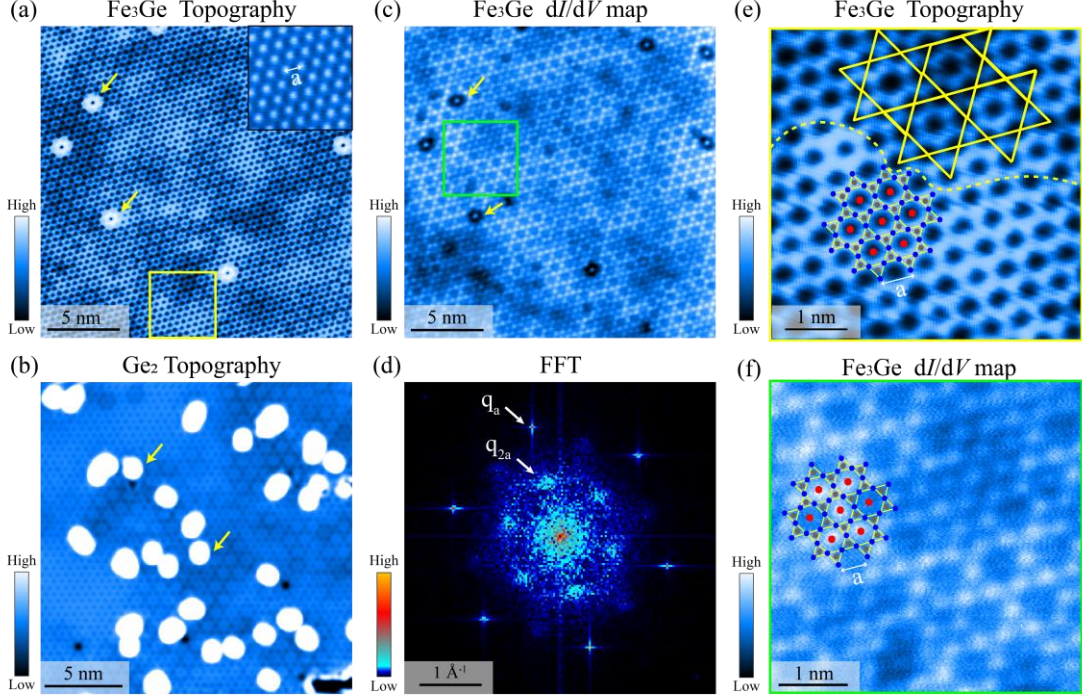 (a) Fe₃Ge Topography
a
High
Low
5 nm
(c) Fe₃Ge dI/dV map
High
Low
5 nm
(e) Fe₃Ge Topography
a
High
Low
1 nm
(b) Ge₂ Topography
High
Low
5 nm
(d) FFT
qₐ
q₂ₐ
High
Low
1 Å⁻¹
(f) Fe₃Ge dI/dV map
a
High
Low
1 nm